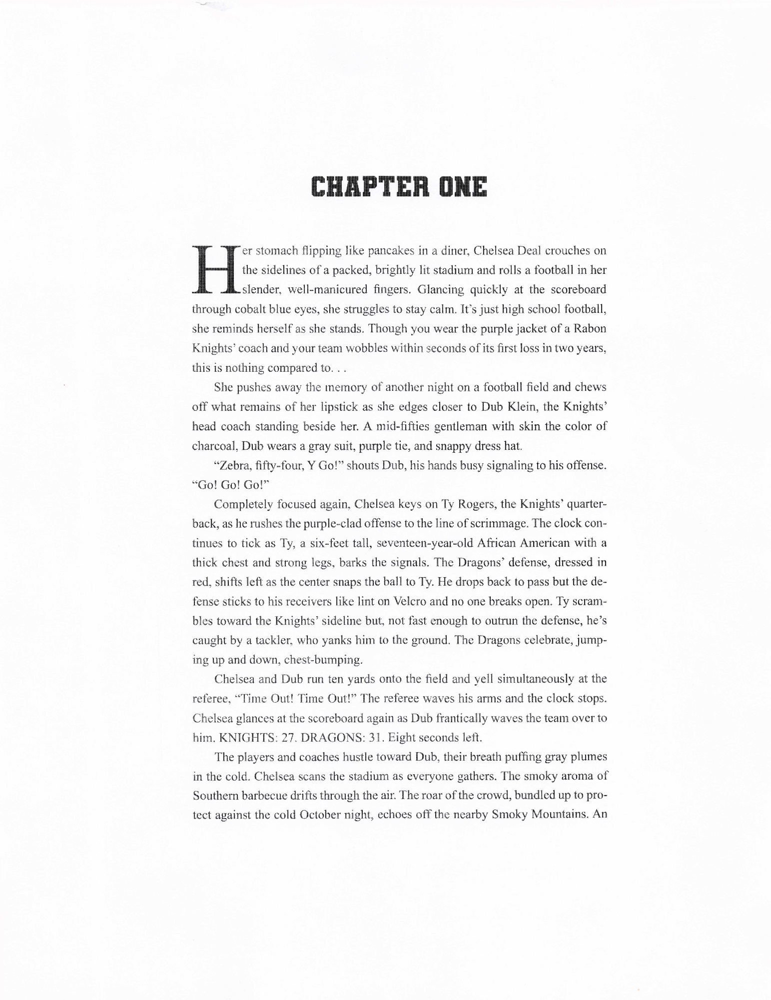 CHAPTER ONE
Her stomach flipping like pancakes in a diner, Chelsea Deal crouches on
the sidelines of a packed, brightly lit stadium and rolls a football in her
slender, well-manicured fingers. Glancing quickly at the scoreboard
through cobalt blue eyes, she struggles to stay calm. It's just high school football,
she reminds herself as she stands. Though you wear the purple jacket of a Rabon
Knights' coach and your team wobbles within seconds of its first loss in two years,
this is nothing compared to. . .
She pushes away the memory of another night on a football field and chews
off what remains of her lipstick as she edges closer to Dub Klein, the Knights'
head coach standing beside her. A mid-fifties gentleman with skin the color of
charcoal, Dub wears a gray suit, purple tie, and snappy dress hat.
“Zebra, fifty-four, Y Go!” shouts Dub, his hands busy signaling to his offense.
“Go! Go! Go!”
Completely focused again, Chelsea keys on Ty Rogers, the Knights' quarter-
back, as he rushes the purple-clad offense to the line of scrimmage. The clock con-
tinues to tick as Ty, a six-feet tall, seventeen-year-old African American with a
thick chest and strong legs, barks the signals. The Dragons' defense, dressed in
red, shifts left as the center snaps the ball to Ty. He drops back to pass but the de-
fense sticks to his receivers like lint on Velcro and no one breaks open. Ty scram-
bles toward the Knights' sideline but, not fast enough to outrun the defense, he's
caught by a tackler, who yanks him to the ground. The Dragons celebrate, jump-
ing up and down, chest-bumping.
Chelsea and Dub run ten yards onto the field and yell simultaneously at the
referee, “Time Out! Time Out!” The referee waves his arms and the clock stops.
Chelsea glances at the scoreboard again as Dub frantically waves the team over to
him. KNIGHTS: 27. DRAGONS: 31. Eight seconds left.
The players and coaches hustle toward Dub, their breath puffing gray plumes
in the cold. Chelsea scans the stadium as everyone gathers. The smoky aroma of
Southern barbecue drifts through the air. The roar of the crowd, bundled up to pro-
tect against the cold October night, echoes off the nearby Smoky Mountains. An